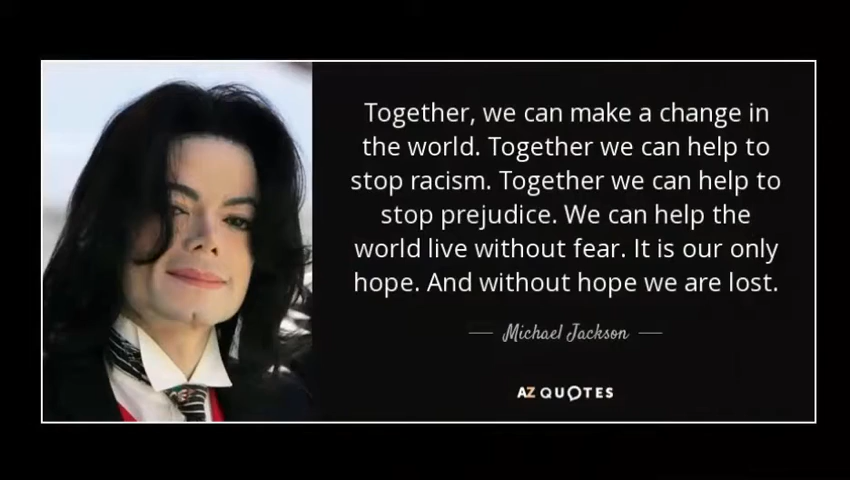 Together, we can make a change in
the world. Together we can help to
stop racism. Together we can help to
stop prejudice. We can help the
world live without fear. It is our only
hope. And without hope we are lost.
Michael Jackson
AZ QUOTES